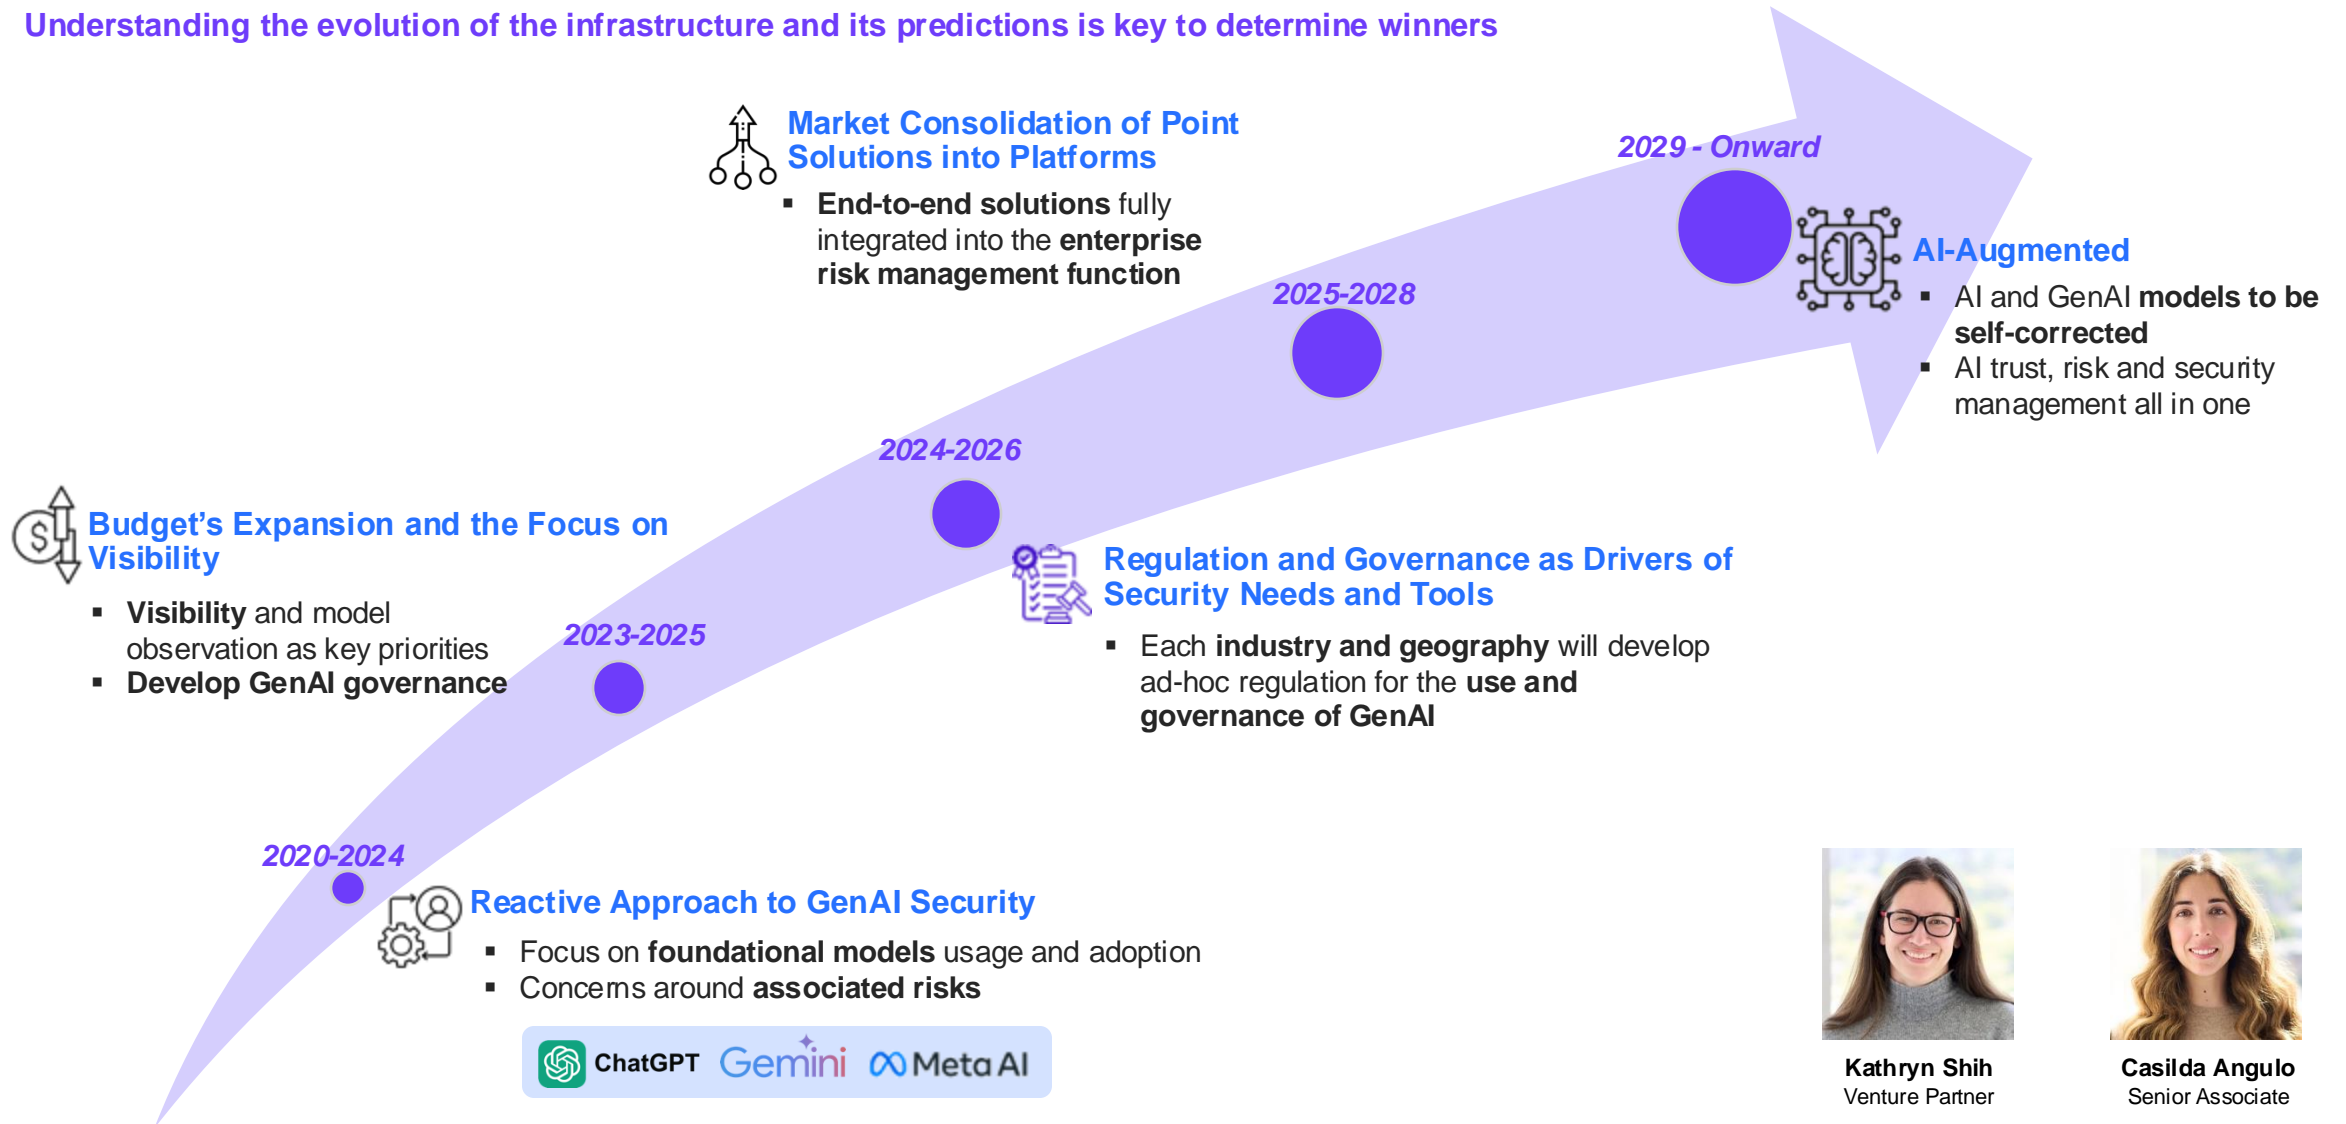 Understanding the evolution of the infrastructure and its predictions is key to determine winners
Market Consolidation of Point
Solutions into Platforms
▪ End-to-end solutions fully
integrated into the enterprise
risk management function
2029 - Onward
AI-Augmented
▪ AI and GenAI models to be
self-corrected
▪ AI trust, risk and security
management all in one
2025-2028
2024-2026
Budget’s Expansion and the Focus on
Visibility
▪ Visibility and model
observation as key priorities
▪ Develop GenAI governance
2023-2025
Regulation and Governance as Drivers of
Security Needs and Tools
▪ Each industry and geography will develop
ad-hoc regulation for the use and
governance of GenAI
2020-2024
Reactive Approach to GenAI Security
▪ Focus on foundational models usage and adoption
▪ Concerns around associated risks
ChatGPT Gemini Meta AI
Kathryn Shih
Venture Partner
Casilda Angulo
Senior Associate